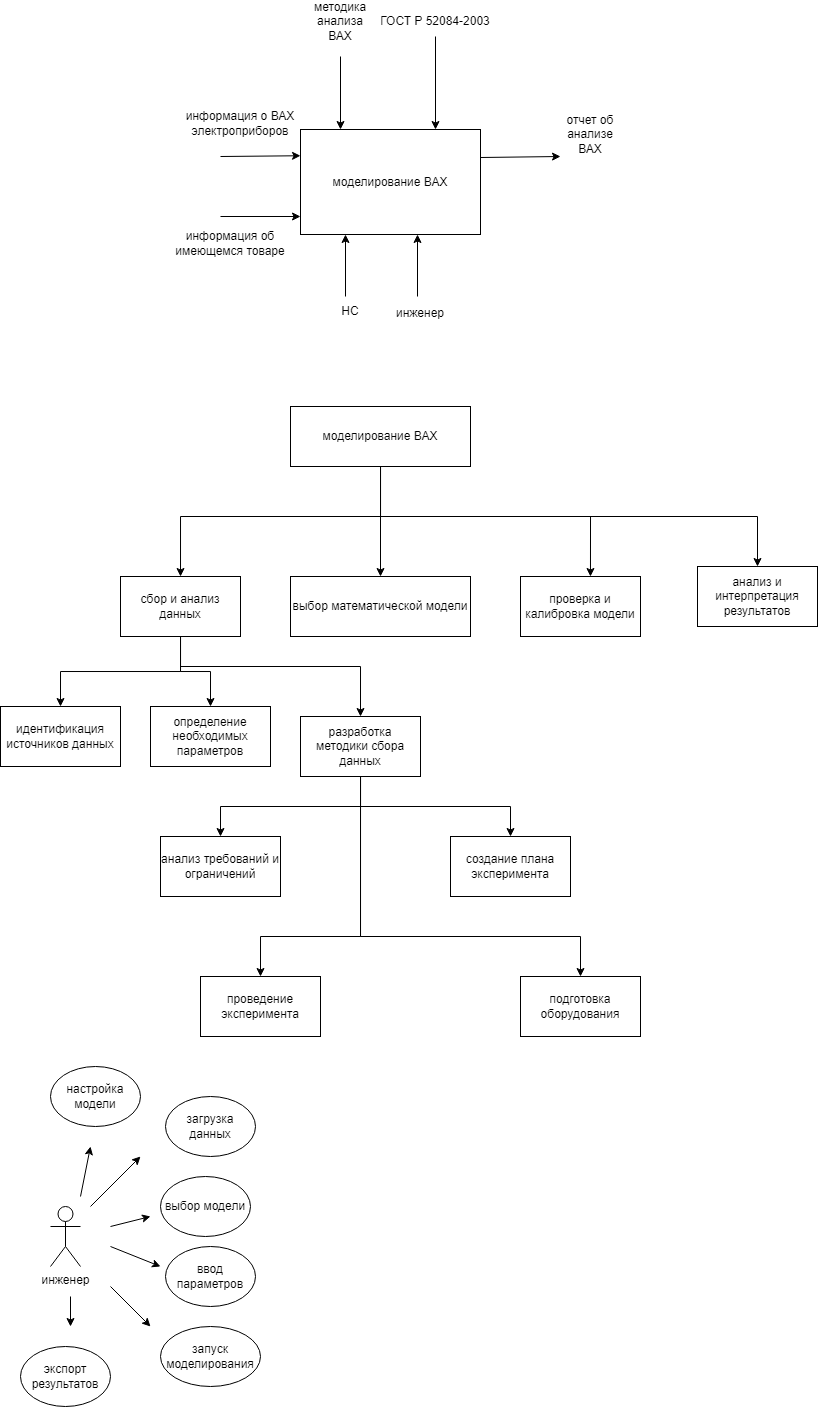 методика
анализа
ВАХ
ГОСТ Р 52084-2003
информация о ВАХ
электроприборов
отчет об
анализе
ВАХ
моделирование ВАХ
информация об
имеющемся товаре
НС
инженер
моделирование ВАХ
сбор и анализ
данных
выбор математической модели
проверка и
калибровка модели
анализ и
интерпретация
результатов
идентификация
источников данных
определение
необходимых
параметров
разработка
методики сбора
данных
анализ требований и
ограничений
создание плана
эксперимента
проведение
эксперимента
подготовка
оборудования
настройка
модели
загрузка
данных
выбор модели
ввод
параметров
инженер
запуск
моделирования
экспорт
результатов